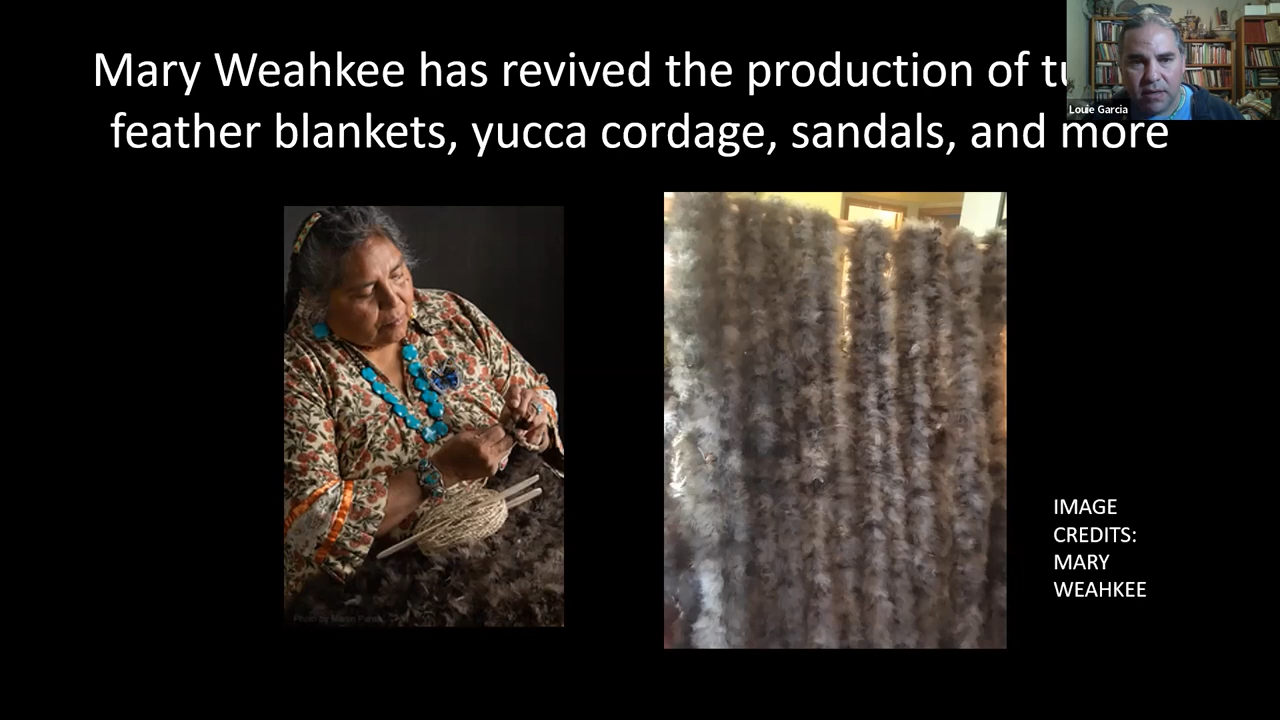 Mary Weahkee has revived the production of
feather blankets, yucca cordage, sandals, and more
Louie Garcia
IMAGE
CREDITS:
MARY
WEAHKEE